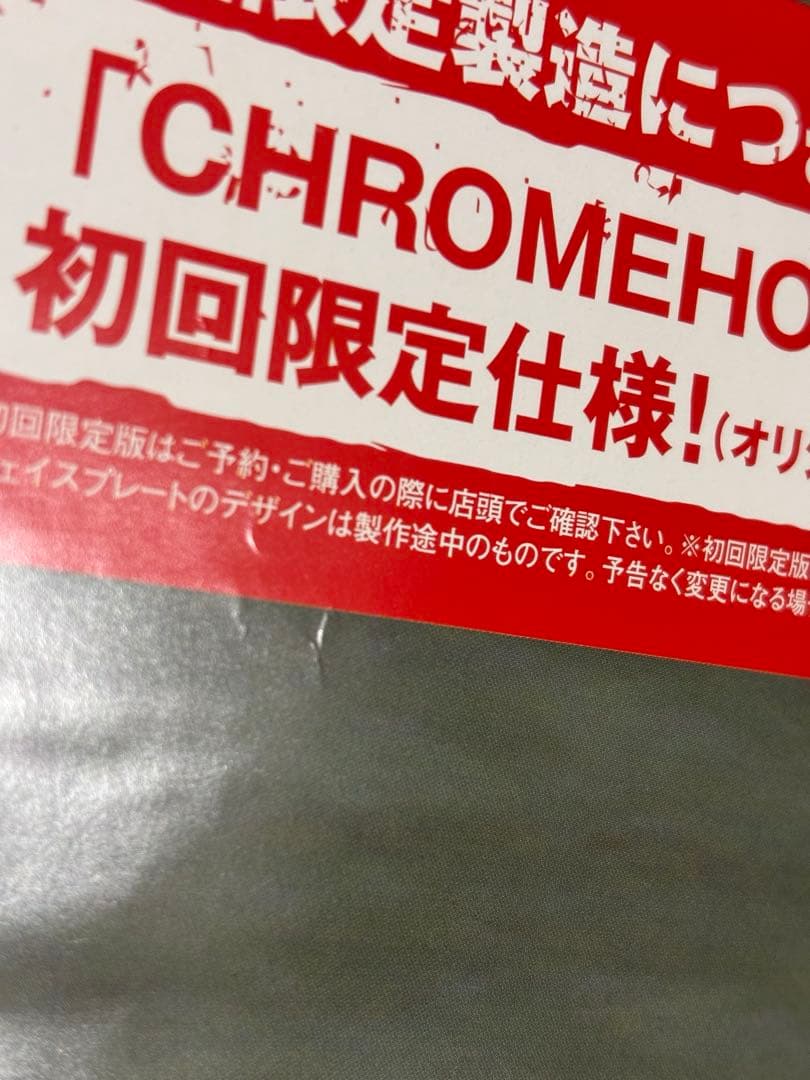 限定製造につき
「CHROMEHO
初回限定仕様!(オリ
初回限定版はご予約・ご購入の際に店頭でご確認下さい。※初回限定版
ェイスプレートのデザインは製作途中のものです。予告なく変更になる場